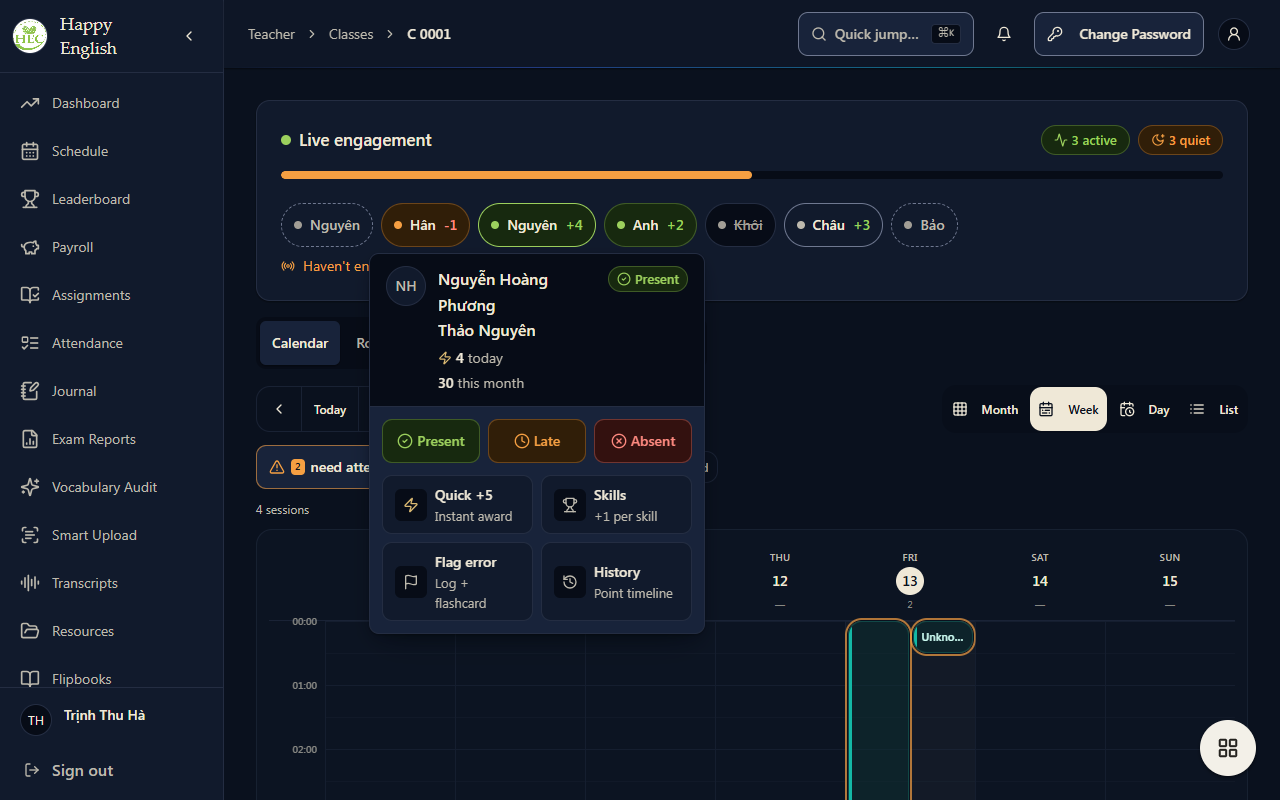 HEC
Happy
English
Teacher
Classes
C 0001
Quick jump...
⌘K
Change Password
Dashboard
Schedule
Leaderboard
Payroll
Assignments
Attendance
Journal
Exam Reports
Vocabulary Audit
Smart Upload
Transcripts
Resources
Flipbooks
TH
Trịnh Thu Hà
Sign out
Live engagement
3 active
3 quiet
Nguyên
Hân -1
Nguyên +4
Anh +2
Khôi
Châu +3
Bảo
Haven't en
NH
Nguyễn Hoàng
Phương
Thảo Nguyên
Present
4 today
30 this month
Present
Late
Absent
Quick +5
Instant award
Skills
+1 per skill
Flag error
Log +
flashcard
History
Point timeline
Calendar
Today
Month
Week
Day
List
2 need atte
4 sessions
THU
12
—
FRI
13
2
SAT
14
—
SUN
15
—
00:00
Unkno...
01:00
02:00